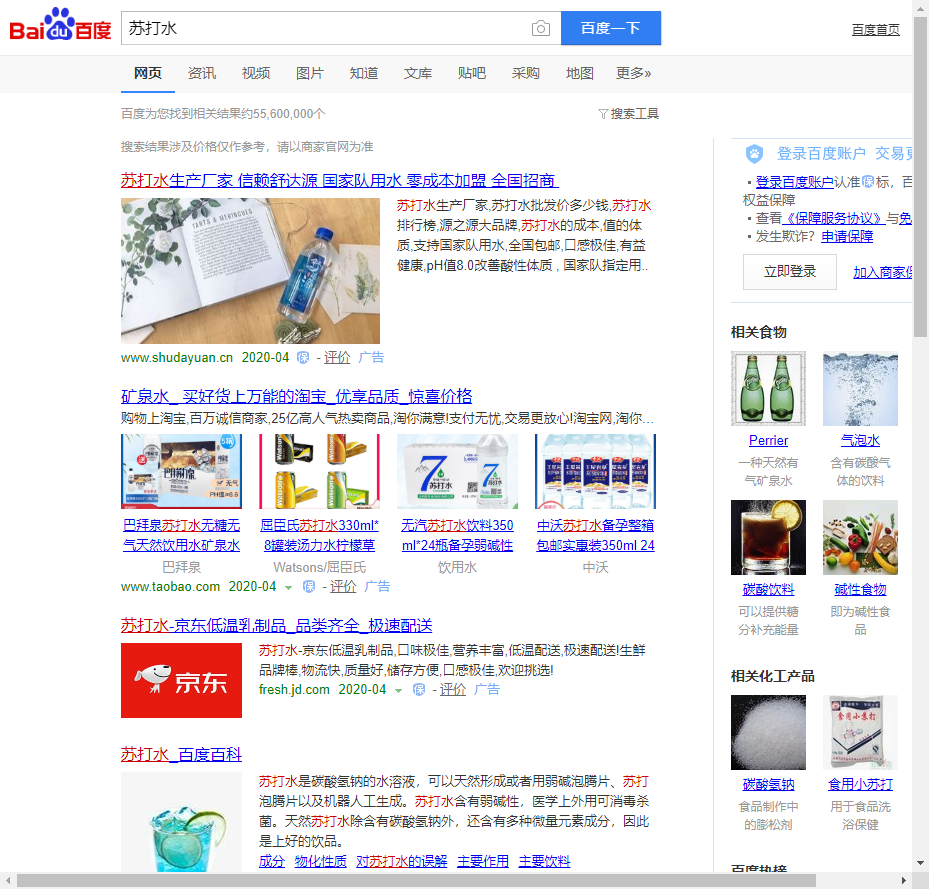 Bai du 百度
苏打水
百度一下
百度首页
网页 资讯 视频 图片 知道 文库 贴吧 采购 地图 更多»
百度为您找到相关结果约55,600,000个
搜索工具
搜索结果涉及价格仅作参考，请以商家官网为准
苏打水生产厂家 信赖舒达源 国家队用水 零成本加盟 全国招商
TARTS & MERINGUES
苏打水生产厂家,苏打水批发价多少钱,苏打水
排行榜,源之源大品牌,苏打水的成本,值的体
质,支持国家队用水,全国包邮,口感极佳,有益
健康,pH值8.0改善酸性体质 , 国家队指定用..
www.shudayuan.cn 2020-04 保 - 评价 广告
矿泉水_ 买好货上万能的淘宝_优享品质_惊喜价格
购物上淘宝,百万诚信商家,25亿高人气热卖商品,淘你满意!支付无忧,交易更放心!淘宝网,淘你...
巴拜泉苏打水无糖无
气天然饮用水矿泉水
巴拜泉
屈臣氏苏打水330ml*
8罐装汤力水柠檬草
Watsons/屈臣氏
无汽苏打水饮料350
ml*24瓶备孕弱碱性
饮用水
中沃苏打水备孕整箱
包邮实惠装350ml 24
中沃
www.taobao.com 2020-04 保 - 评价 广告
苏打水-京东低温乳制品_品类齐全_极速配送
京东
苏打水-京东低温乳制品,口味极佳,营养丰富,低温配送,极速配送!生鲜
品牌棒,物流快,质量好,储存方便,口感极佳,欢迎挑选!
fresh.jd.com 2020-04 保 - 评价 广告
苏打水_百度百科
苏打水是碳酸氢钠的水溶液，可以天然形成或者用弱碱泡腾片、苏打
泡腾片以及机器人工生成。苏打水含有弱碱性，医学上外用可消毒杀
菌。天然苏打水除含有碳酸氢钠外，还含有多种微量元素成分，因此
是上好的饮品。
成分 物化性质 对苏打水的误解 主要作用 主要饮料
登录百度账户 交易更
登录百度账户认准保标，百
权益保障
查看《保障服务协议》与免
发生欺诈？申请保障
立即登录
加入商家保
相关食物
Perrier
一种天然有
气矿泉水
气泡水
含有碳酸气
体的饮料
碳酸饮料
可以提供糖
分补充能量
碱性食物
即为碱性食
品
相关化工产品
食用小苏打
碳酸氢钠
食品制作中
的膨松剂
食用小苏打
用于食品洗
浴保健